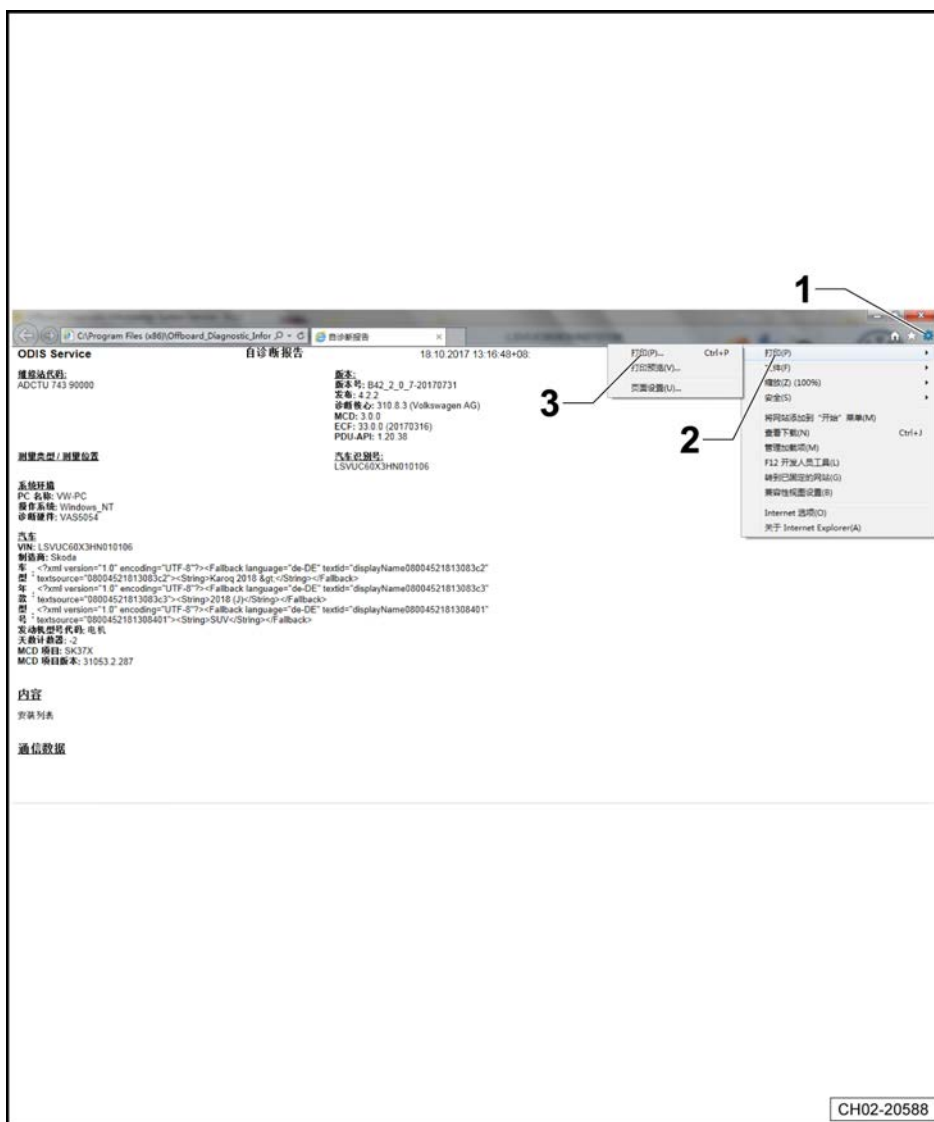 1
C:\Program Files (x86)\Offboard_Diagnostic_Infor
自诊断报告
ODIS Service 自诊断报告 18.10.2017 13:16:48+08:
打印(P)... Ctrl+P
打印预览(V)...
页面设置(U)...
3
打印(P)
文件(F)
缩放(Z) (100%)
安全(S)
将网站添加到“开始”菜单(M)
查看下载(N) Ctrl+J
管理加载项(M)
F12 开发人员工具(L)
转到已固定的网站(G)
兼容性视图设置(B)
Internet 选项(O)
关于 Internet Explorer(A)
2
维修站代码:
ADCTU 743 90000
版本:
版本号: B42_2_0_7-20170731
发布: 4.2.2
诊断核心: 310.8.3 (Volkswagen AG)
MCD: 3.0.0
ECF: 33.0.0 (20170316)
PDU-API: 1.20.38
测量类型 / 测量位置
汽车识别号:
LSVUC60X3HN010106
系统环境
PC 名称: VW-PC
操作系统: Windows_NT
诊断硬件: VAS5054
汽车
VIN: LSVUC60X3HN010106
制造商: Skoda
车型: <?xml version="1.0" encoding="UTF-8"?><Fallback language="de-DE" textid="displayName08004521813083c2"
textsource="08004521813083c2"><String>Karoq 2018 &gt;</String></Fallback>
年款: <?xml version="1.0" encoding="UTF-8"?><Fallback language="de-DE" textid="displayName08004521813083c3"
textsource="08004521813083c3"><String>2018 (J)</String></Fallback>
型号: <?xml version="1.0" encoding="UTF-8"?><Fallback language="de-DE" textid="displayName0800452181308401"
textsource="0800452181308401"><String>SUV</String></Fallback>
发动机型号代码: 电机
天数计数器: -2
MCD 项目: SK37X
MCD 项目版本: 31053.2.287
内容
安装列表
通信数据
CH02-20588